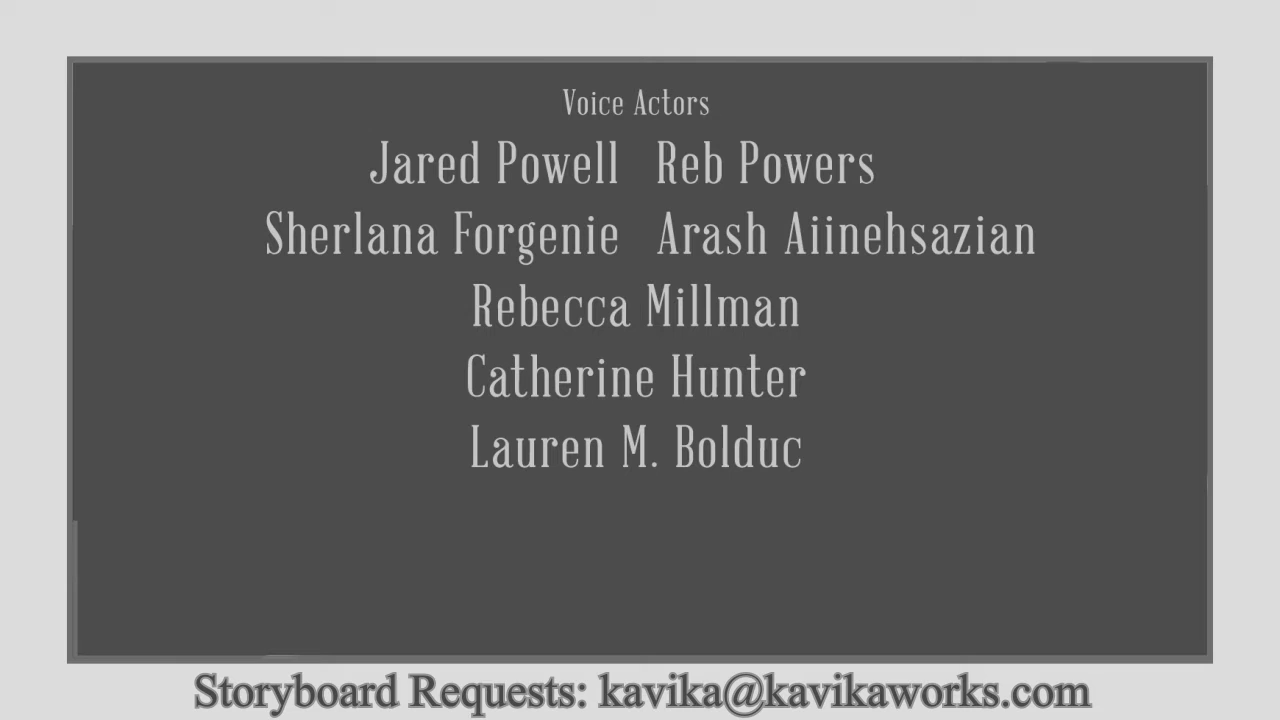 Voice Actors
Jared Powell Reb Powers
Sherlana Forgenie Arash Aiinehsazian
Rebecca Millman
Catherine Hunter
Lauren M. Bolduc
Storyboard Requests: kavika@kavikaworks.com